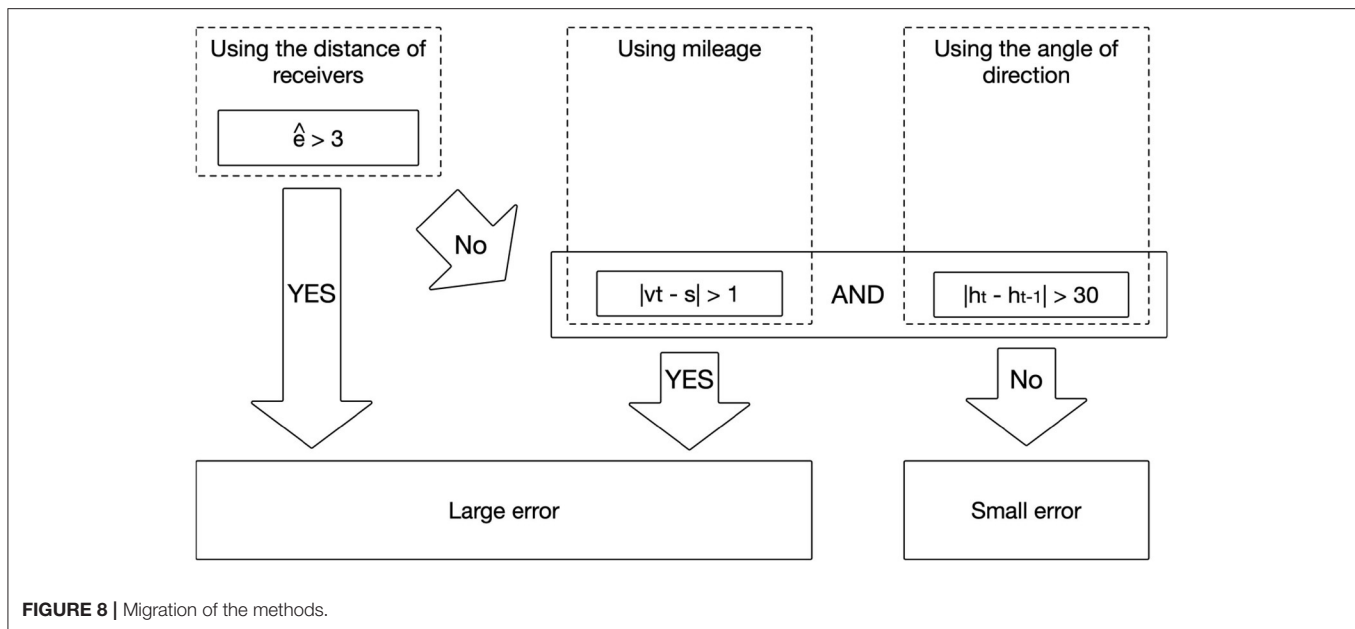 Using the distance of
receivers
ê > 3
Using mileage
Using the angle of
direction
YES
No
|vt - s| > 1
AND
|ht - ht-1| > 30
YES
No
Large error
Small error
FIGURE 8 | Migration of the methods.